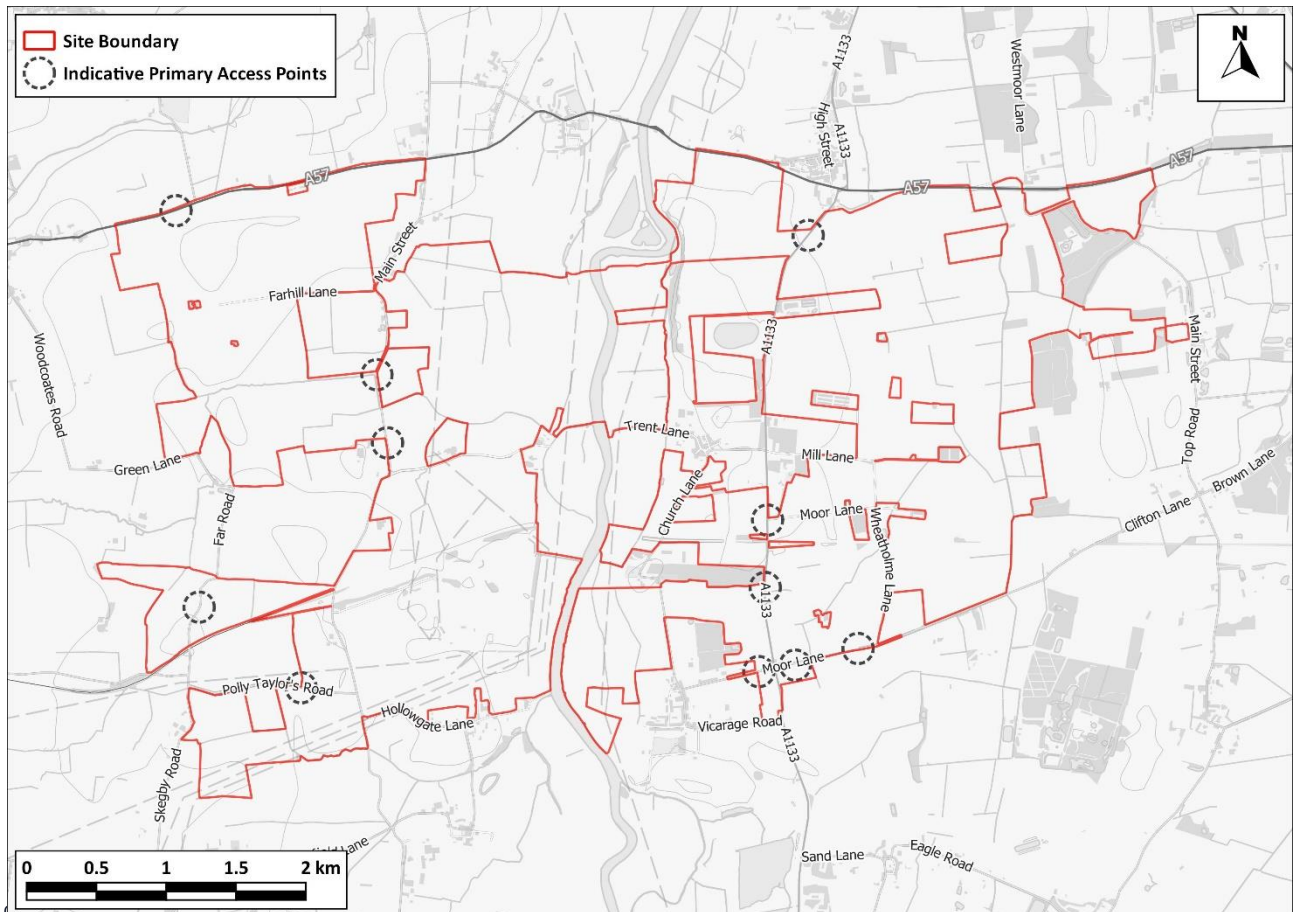 Site Boundary
Indicative Primary Access Points
N
A1133
Westmoor Lane
High Street
A1133
A57
A57
A57
Main Street
Farhill Lane
Woodcoates Road
A1133
Main Street
Trent Lane
Green Lane
Mill Lane
Top Road
Brown Lane
Church Lane
Moor Lane
Clifton Lane
Far Road
Wheatholme Lane
A1133
Moor Lane
Polly Taylor's Road
Hollowgate Lane
Vicarage Road
A1133
Skegby Road
Sand Lane
Eagle Road
Lane
0 0.5 1 1.5 2 km